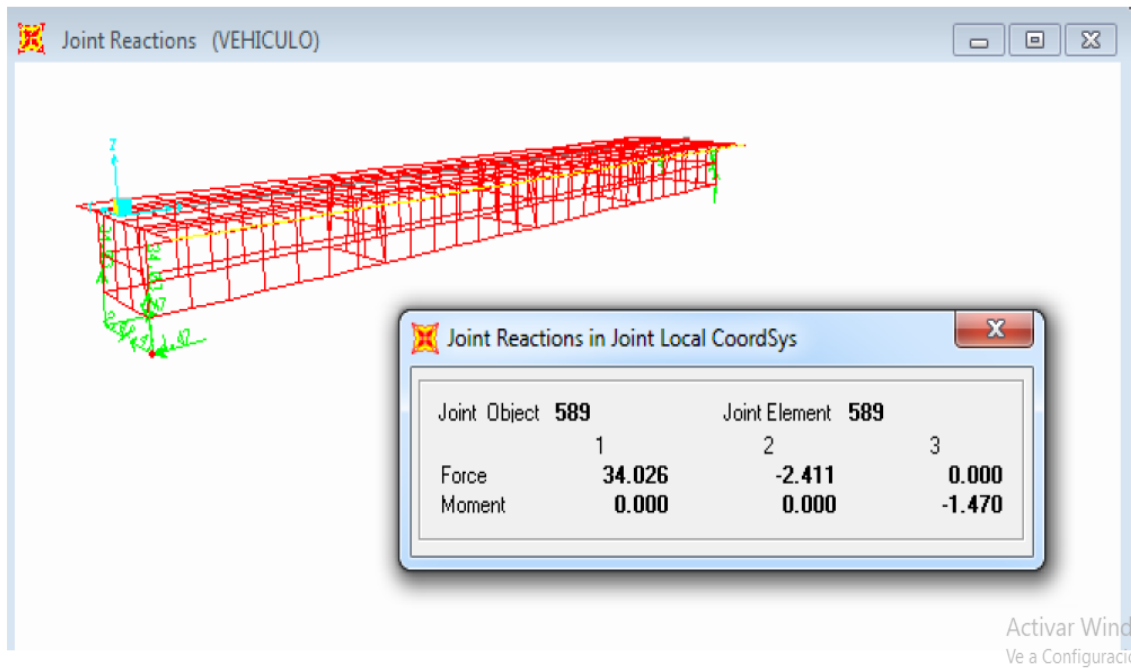 Joint Reactions (VEHICULO)
Z
Joint Reactions in Joint Local CoordSys
Joint Object 589 Joint Element 589
1 2 3
Force 34.026 -2.411 0.000
Moment 0.000 0.000 -1.470
Activar Wind
Ve a Configuració